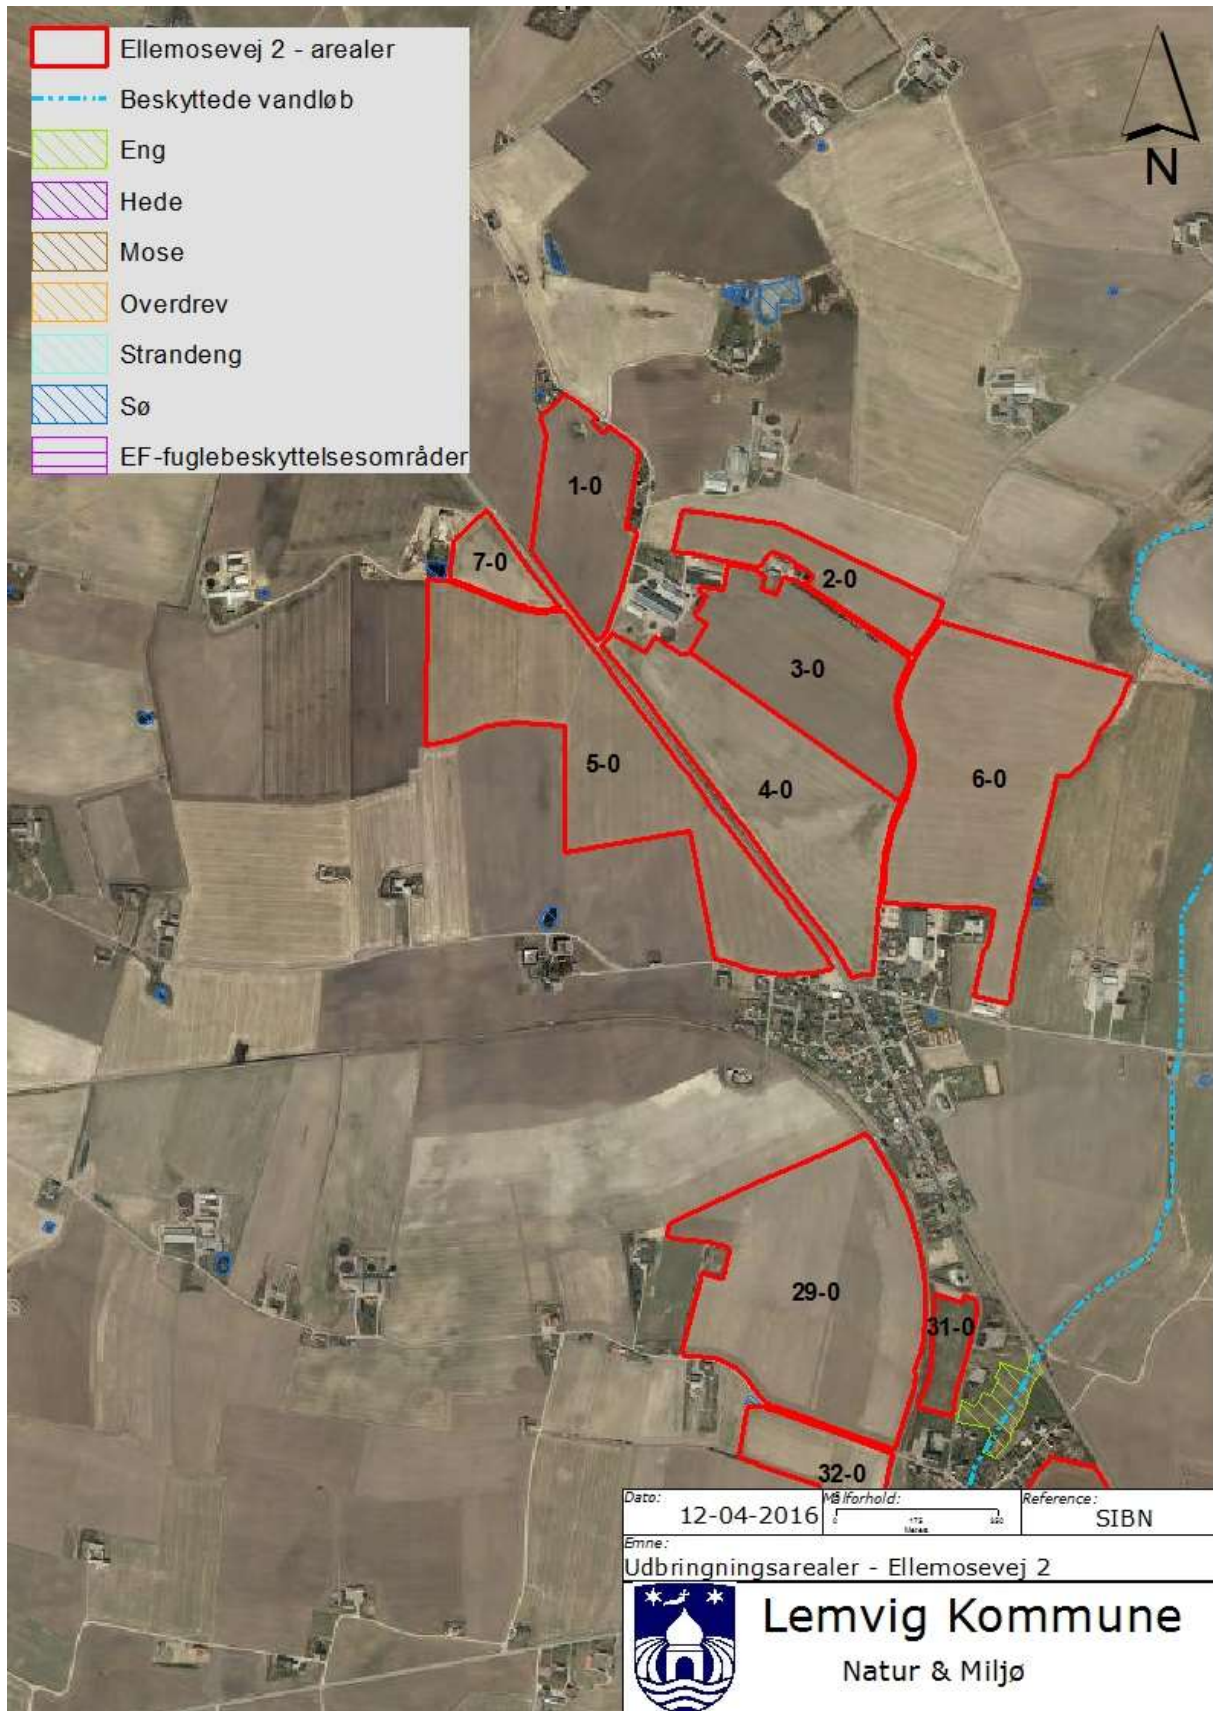 Ellemosevej 2 - arealer
Beskyttede vandløb
Eng
Hede
Mose
Overdrev
Strandeng
Sø
EF-fuglebeskyttelsesområder
N
1-0
7-0
2-0
3-0
5-0
4-0
6-0
29-0
31-0
32-0
Dato:
12-04-2016
Målforhold:
0
Reference:
SIBN
Emne:
Udbringningsarealer - Ellemosevej 2
Lemvig Kommune
Natur & Miljø